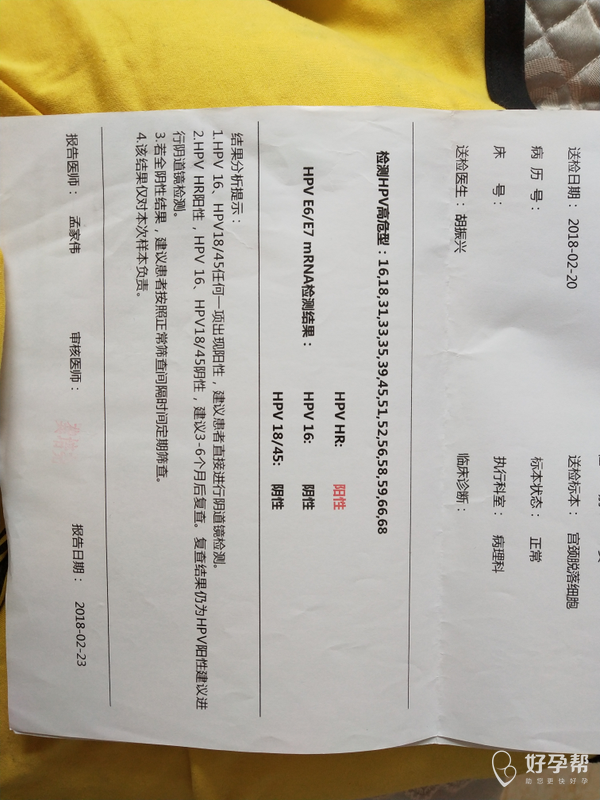 送检日期： 2018-02-20 送检标本： 宫颈脱落细胞
病 历 号： 标本状态： 正常
床 号： 执行科室： 病理科
送检医生： 胡振兴 临床诊断：
检测HPV高危型：16,18,31,33,35,39,45,51,52,56,58,59,66,68
HPV E6/E7 mRNA检测结果： HPV HR: 阳性
HPV 16: 阴性
HPV 18/45: 阴性
结果分析提示：
1.HPV 16、HPV18/45任何一项出现阳性，建议患者直接进行阴道镜检测。
2.HPV HR阳性，HPV 16、HPV18/45阴性，建议3-6个月后复查。复查结果仍为HPV阳性建议进
行阴道镜检测。
3.若全阴性结果，建议患者按照正常筛查间隔时间定期筛查。
4.该结果仅对本次样本负责。
报告医师： 孟家伟 审核医师： 报告日期： 2018-02-23
好孕帮
助您更快好孕